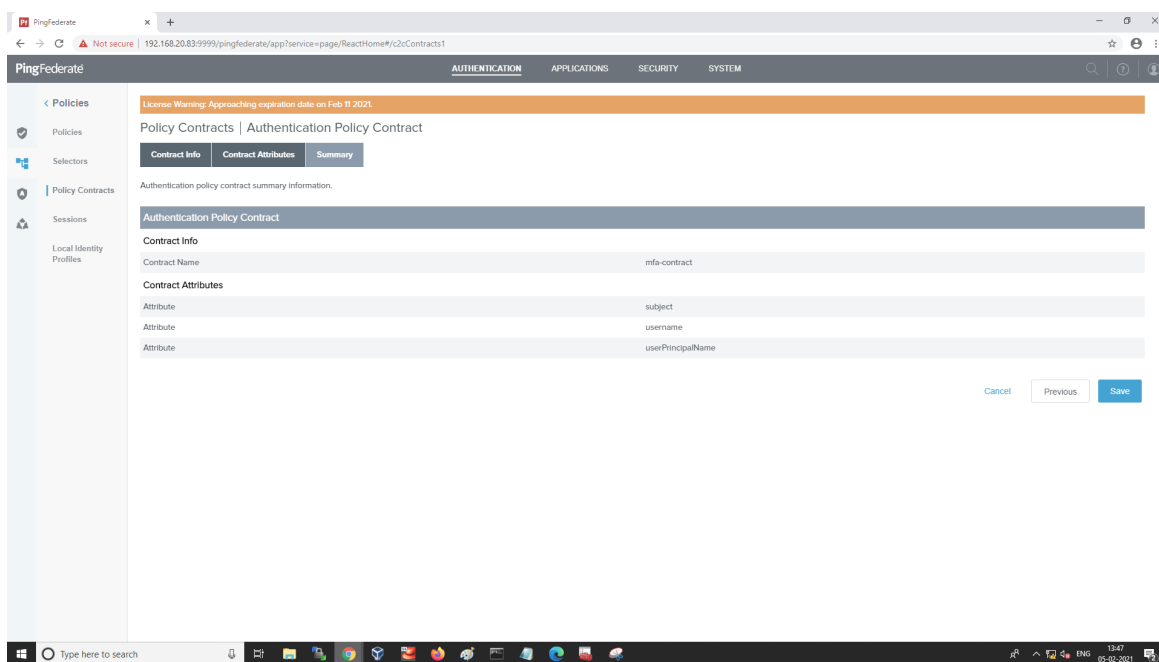 Pf PingFederate
Not secure | 192.168.20.83:9999/pingfederate/app?service=page/ReactHome#/c2cContracts1
PingFederate
AUTHENTICATION APPLICATIONS SECURITY SYSTEM
< Policies
Policies
Selectors
Policy Contracts
Sessions
Local Identity
Profiles
License Warning: Approaching expiration date on Feb 11 2021.
Policy Contracts | Authentication Policy Contract
Contract Info Contract Attributes Summary
Authentication policy contract summary information.
Authentication Policy Contract
Contract Info
Contract Name mfa-contract
Contract Attributes
Attribute subject
Attribute username
Attribute userPrincipalName
Cancel Previous Save
Type here to search
ENG
13:47
05-02-2021